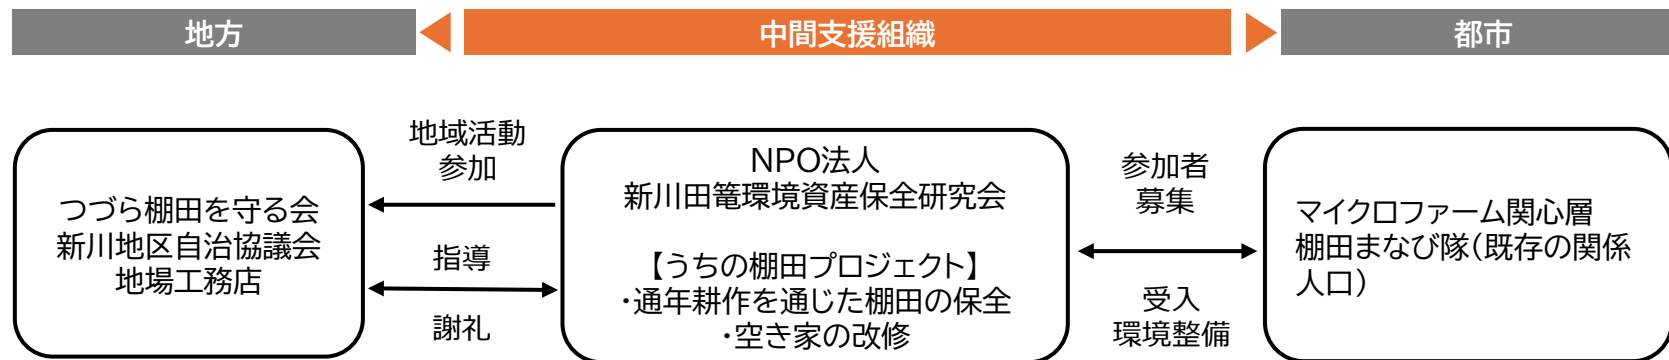 地方
中間支援組織
都市
つづら棚田を守る会
新川地区自治協議会
地場工務店
地域活動
参加
指導
謝礼
NPO法人
新川田篭環境資産保全研究会
【うちの棚田プロジェクト】
・通年耕作を通じた棚田の保全
・空き家の改修
参加者
募集
受入
環境整備
マイクロファーム関心層
棚田まなび隊（既存の関係
人口）